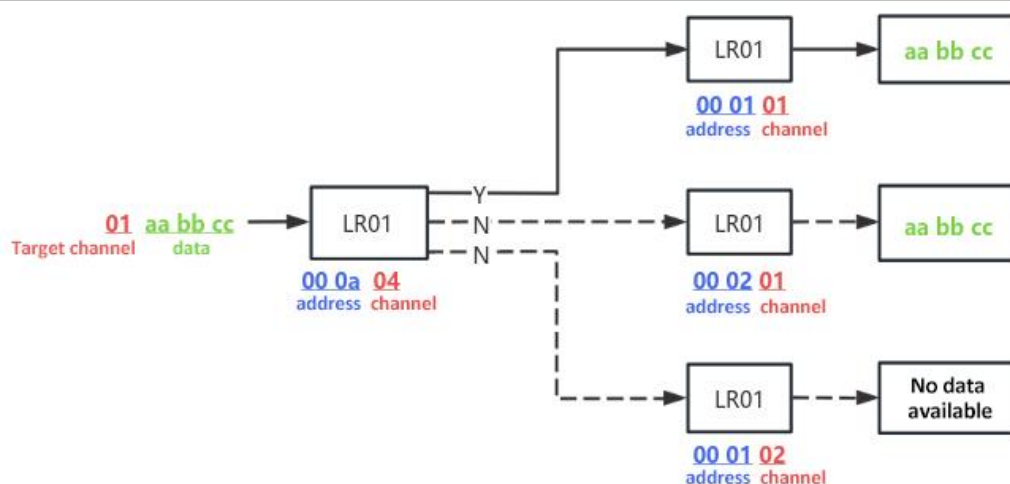 LR01
aa bb cc
00 01 01
address channel
Y
01 aa bb cc
Target channel data
LR01
N
LR01
aa bb cc
N
00 0a 04
address channel
00 02 01
address channel
LR01
No data
available
00 01 02
address channel